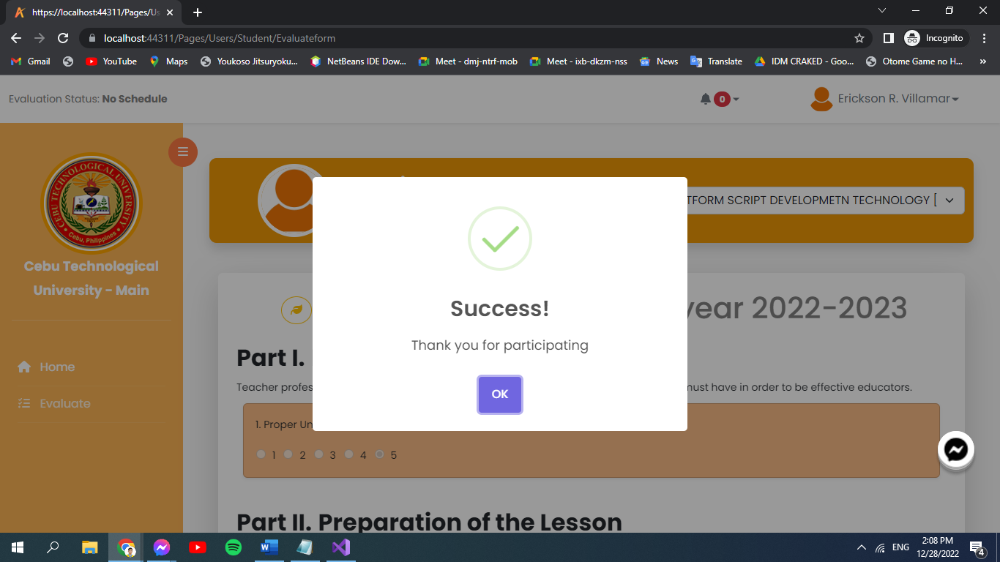 https://localhost:44311/Pages/Us
localhost:44311/Pages/Users/Student/Evaluateform
Incognito
Gmail
YouTube
Maps
Youkoso Jitsuryoku...
NetBeans IDE Dow...
Meet - dmj-ntrf-mob
Meet - ixb-dkzm-nss
News
Translate
IDM CRAKED - Goo...
Otome Game no H...
»
Evaluation Status: No Schedule
0
Erickson R. Villamar
CEBU TECHNOLOGICAL UNIVERSITY
Cebu, Philippines
Cebu Technological
University - Main
Home
Evaluate
TFORM SCRIPT DEVELOPMETN TECHNOLOGY [
Success!
Thank you for participating
OK
year 2022-2023
Part I.
Teacher profes
must have in order to be effective educators.
1. Proper Un
1 2 3 4 5
Part II. Preparation of the Lesson
ENG
2:08 PM
12/28/2022
4